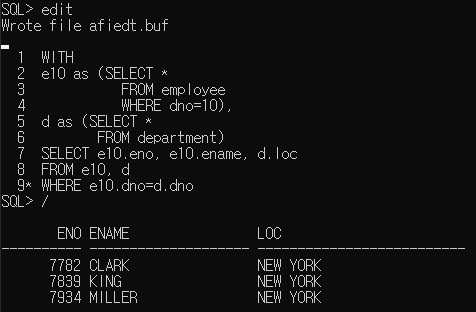 SQL> edit
Wrote file afiedt.buf
1 WITH
2 e10 as (SELECT *
3 FROM employee
4 WHERE dno=10),
5 d as (SELECT *
6 FROM department)
7 SELECT e10.eno, e10.ename, d.loc
8 FROM e10, d
9* WHERE e10.dno=d.dno
SQL> /
ENO ENAME LOC
---------- -------------------- --------------------------
7782 CLARK NEW YORK
7839 KING NEW YORK
7934 MILLER NEW YORK